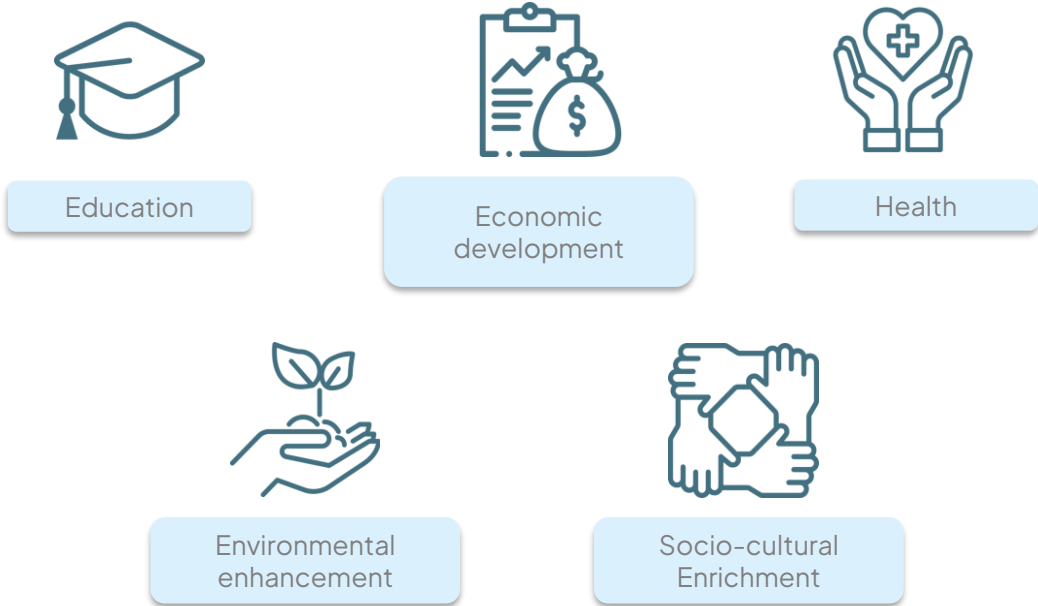 Education
Economic
development
Health
Environmental
enhancement
Socio-cultural
Enrichment